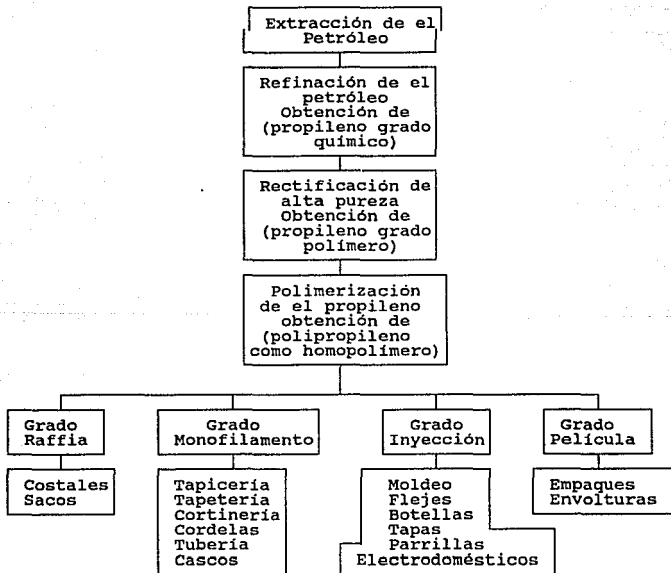 Extracción de el
Petróleo
Refinación de el
petróleo
Obtención de
(propileno grado
químico)
Rectificación de
alta pureza
Obtención de
(propileno grado
polímero)
Polimerización
de el propileno
obtención de
(polipropileno
como homopolímero)
Grado
Raffia
Costales
Sacos
Grado
Monofilamento
Tapicería
Tapetería
Cortinería
Cordelas
Tubería
Cascos
Grado
Inyección
Moldeo
Flejes
Botellas
Tapas
Parrillas
Electrodomésticos
Grado
Película
Empaques
Envolturas